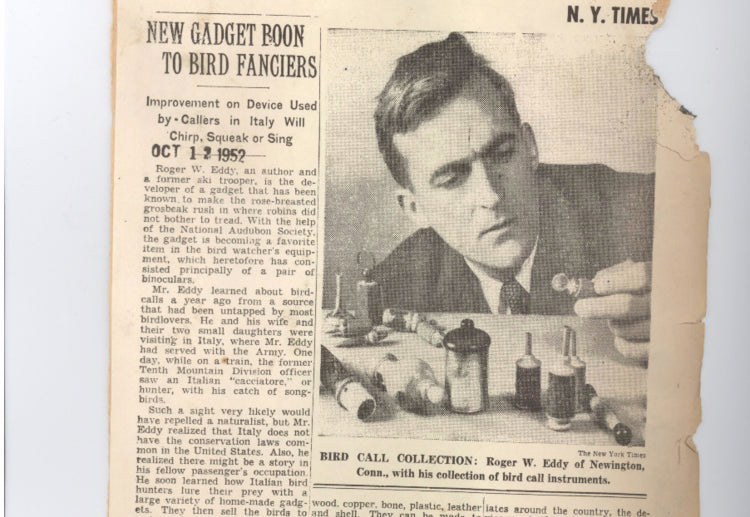 N. Y. TIMES
NEW GADGET BOON
TO BIRD FANCIERS
Improvement on Device Used
by Callers in Italy Will
Chirp, Squeak or Sing
OCT 12 1952
Roger W. Eddy, an author and
a former ski trooper, is the de-
veloper of a gadget that has been
known to make the rose-breasted
grosbeak rush in where robins did
not bother to tread. With the help
of the National Audubon Society,
the gadget is becoming a favorite
item in the bird watcher's equip-
ment, which heretofore has con-
sisted principally of a pair of
binoculars.
Mr. Eddy learned about bird-
calls a year ago from a source
that had been untapped by most
birdlovers. He and his wife and
their two small daughters were
visiting in Italy, where Mr. Eddy
had served with the Army. One
day, while on a train, the former
Tenth Mountain Division officer
saw an Italian "cacciatore," or
hunter, with his catch of song-
birds.
Such a sight very likely would
have repelled a naturalist, but Mr.
Eddy realized that Italy does not
have the conservation laws com-
mon in the United States. Also, he
realized there might be a story in
his fellow passenger's occupation.
He soon learned how Italian bird
hunters lure their prey with a
large variety of home-made gadg-
ets. They then sell the birds to
The New York Times
BIRD CALL COLLECTION: Roger W. Eddy of Newington,
Conn., with his collection of bird call instruments.
wood, copper, bone, plastic, leather
and shell. They can be made to
iates around the country, the de-